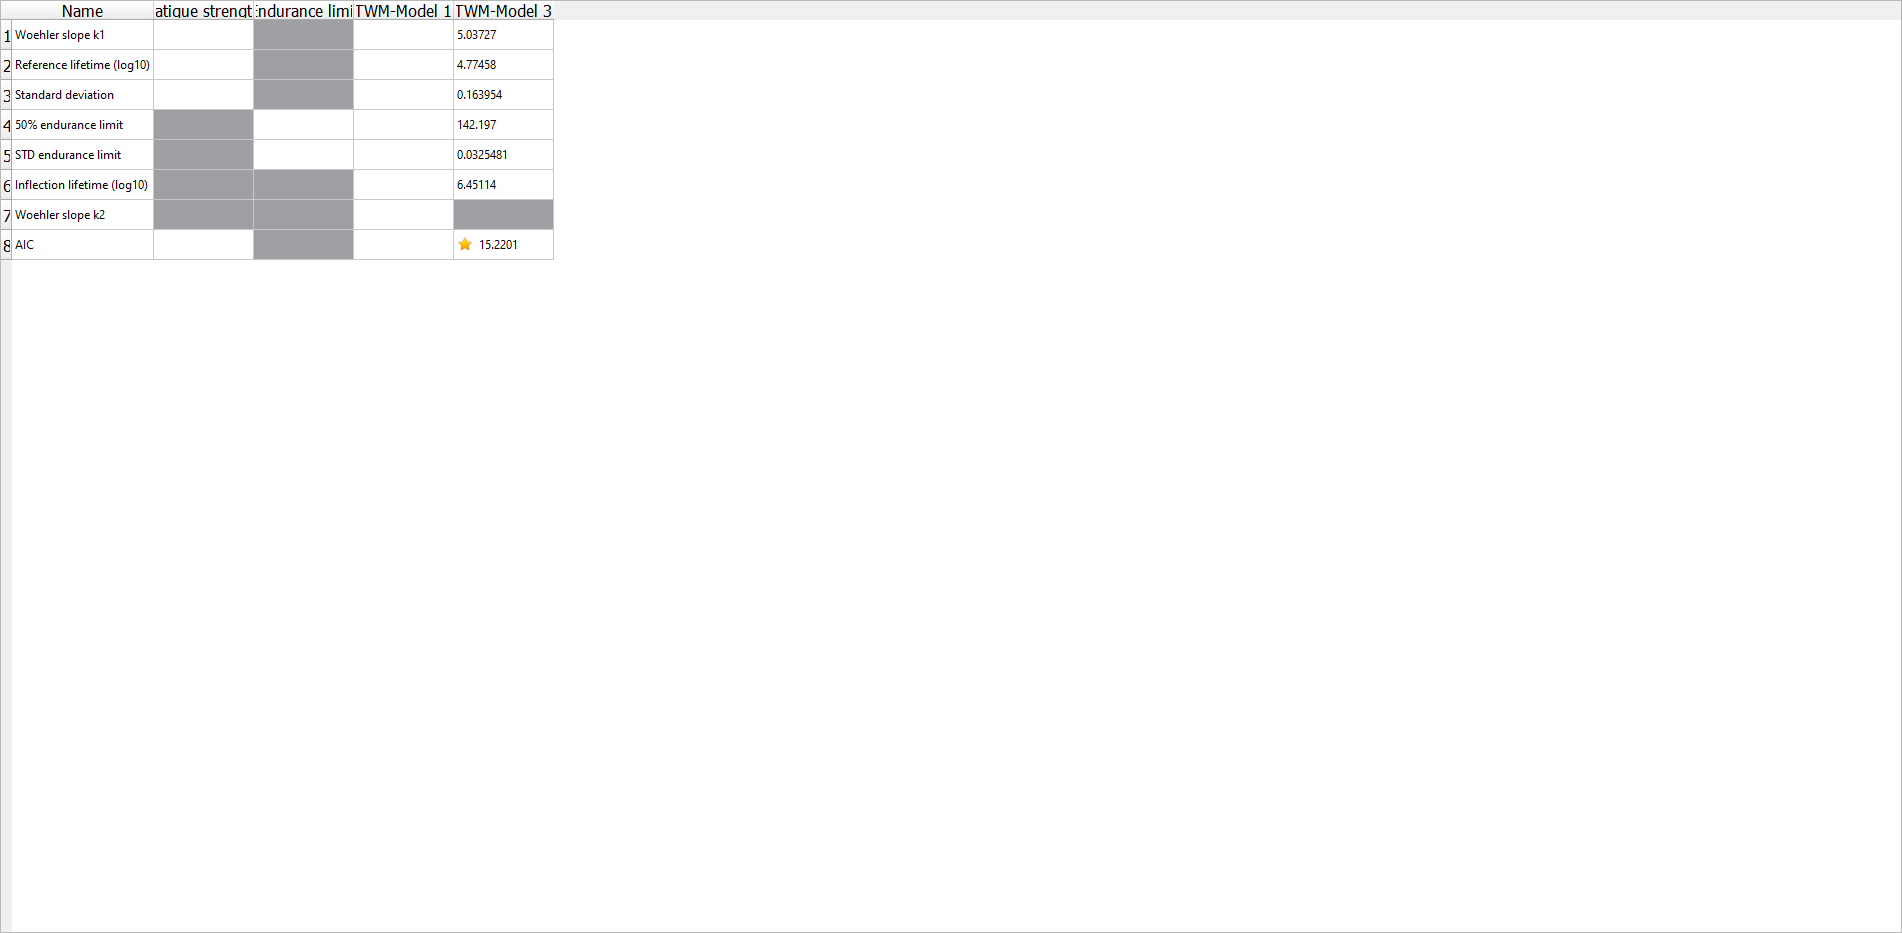 Name atigue strengt Endurance limi TWM-Model 1 TWM-Model 3
1 Woehler slope k1 5.03727
2 Reference lifetime (log10) 4.77458
3 Standard deviation 0.163954
4 50% endurance limit 142.197
5 STD endurance limit 0.0325481
6 Inflection lifetime (log10) 6.45114
7 Woehler slope k2
8 AIC 15.2201